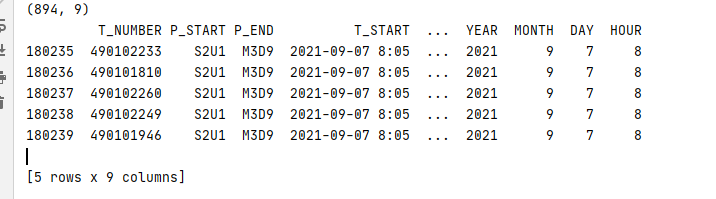 (894, 9)
T_NUMBER P_START P_END T_START ... YEAR MONTH DAY HOUR
180235 490102233 S2U1 M3D9 2021-09-07 8:05 ... 2021 9 7 8
180236 490101810 S2U1 M3D9 2021-09-07 8:05 ... 2021 9 7 8
180237 490102260 S2U1 M3D9 2021-09-07 8:05 ... 2021 9 7 8
180238 490102249 S2U1 M3D9 2021-09-07 8:05 ... 2021 9 7 8
180239 490101946 S2U1 M3D9 2021-09-07 8:05 ... 2021 9 7 8
[5 rows x 9 columns]